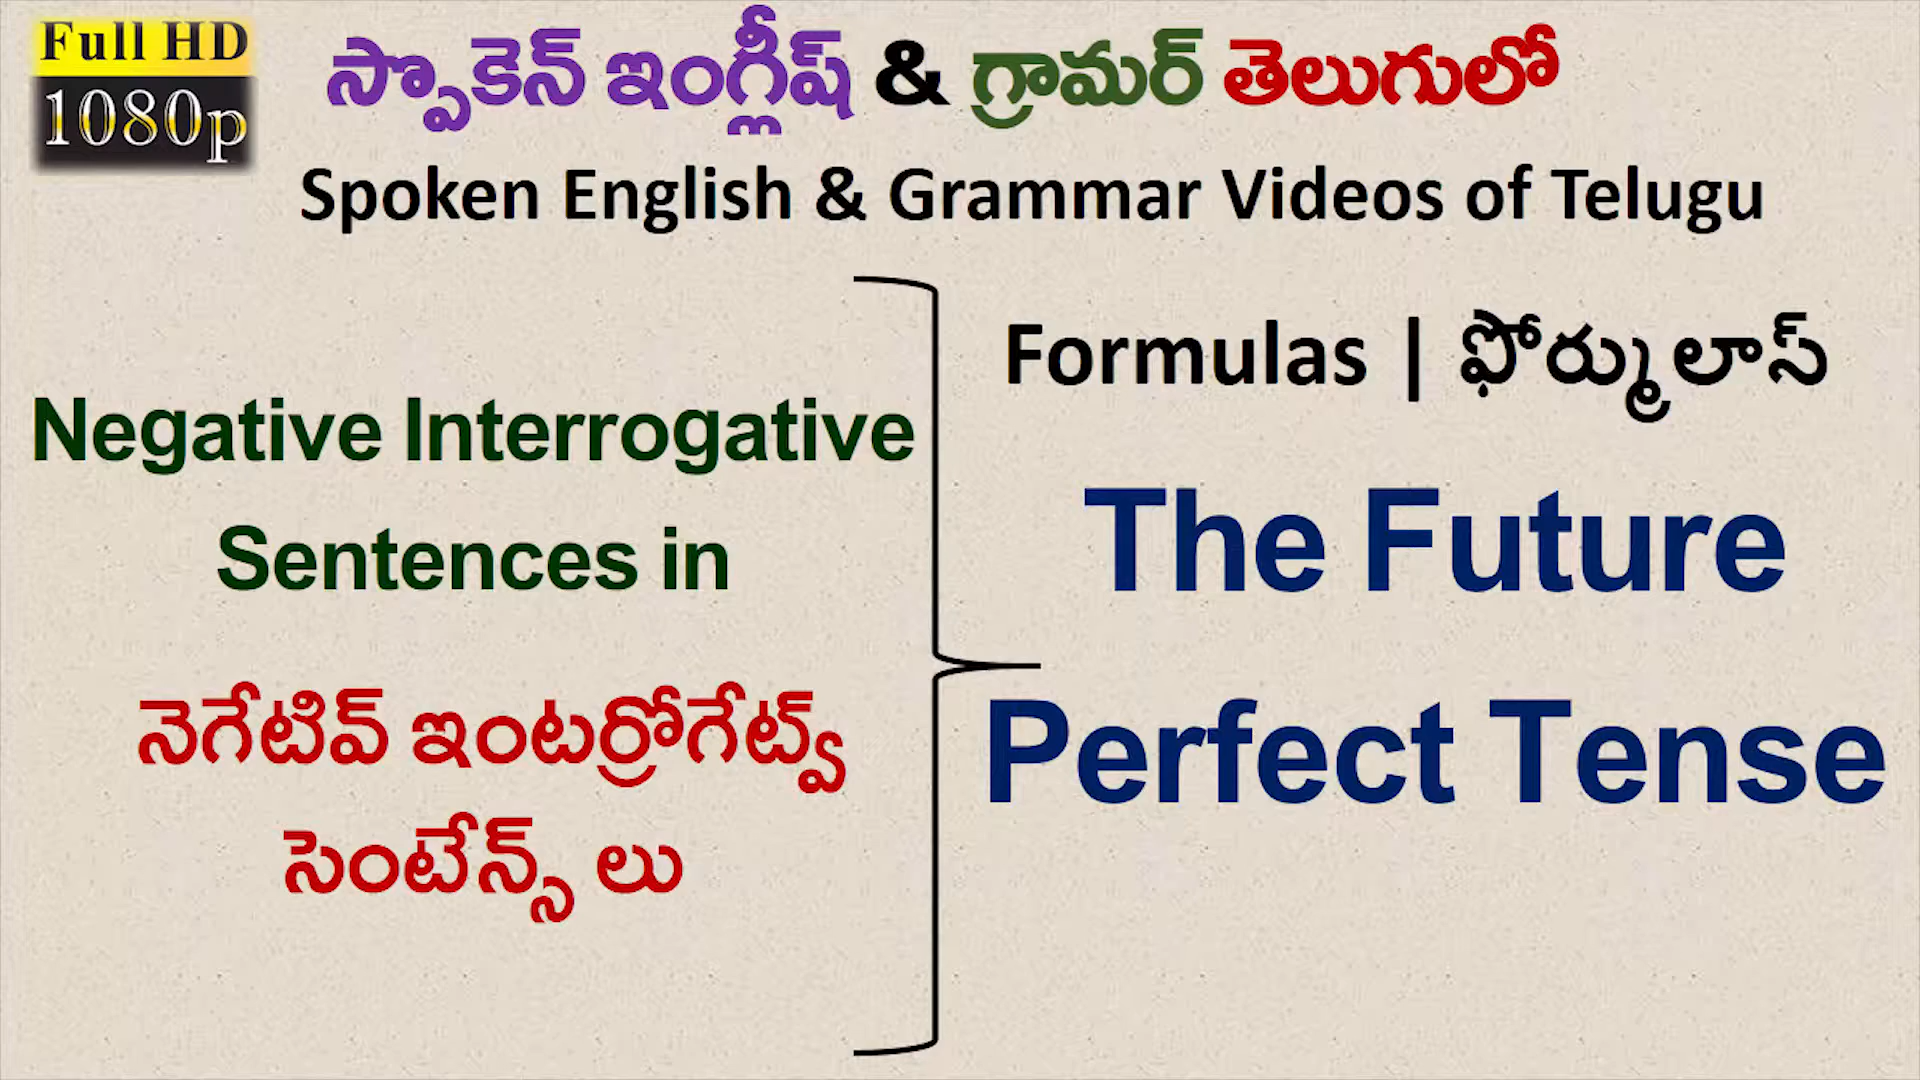 Full HD
1080p
స్పొకెన్ ఇంగ్లీష్ & గ్రామర్ తెలుగులో
Spoken English & Grammar Videos of Telugu
Negative Interrogative
Sentences in
నెగేటివ్ ఇంటర్రోగేట్వ్
సెంటేన్స్ లు
Formulas | ఫోర్ములాస్
The Future
Perfect Tense